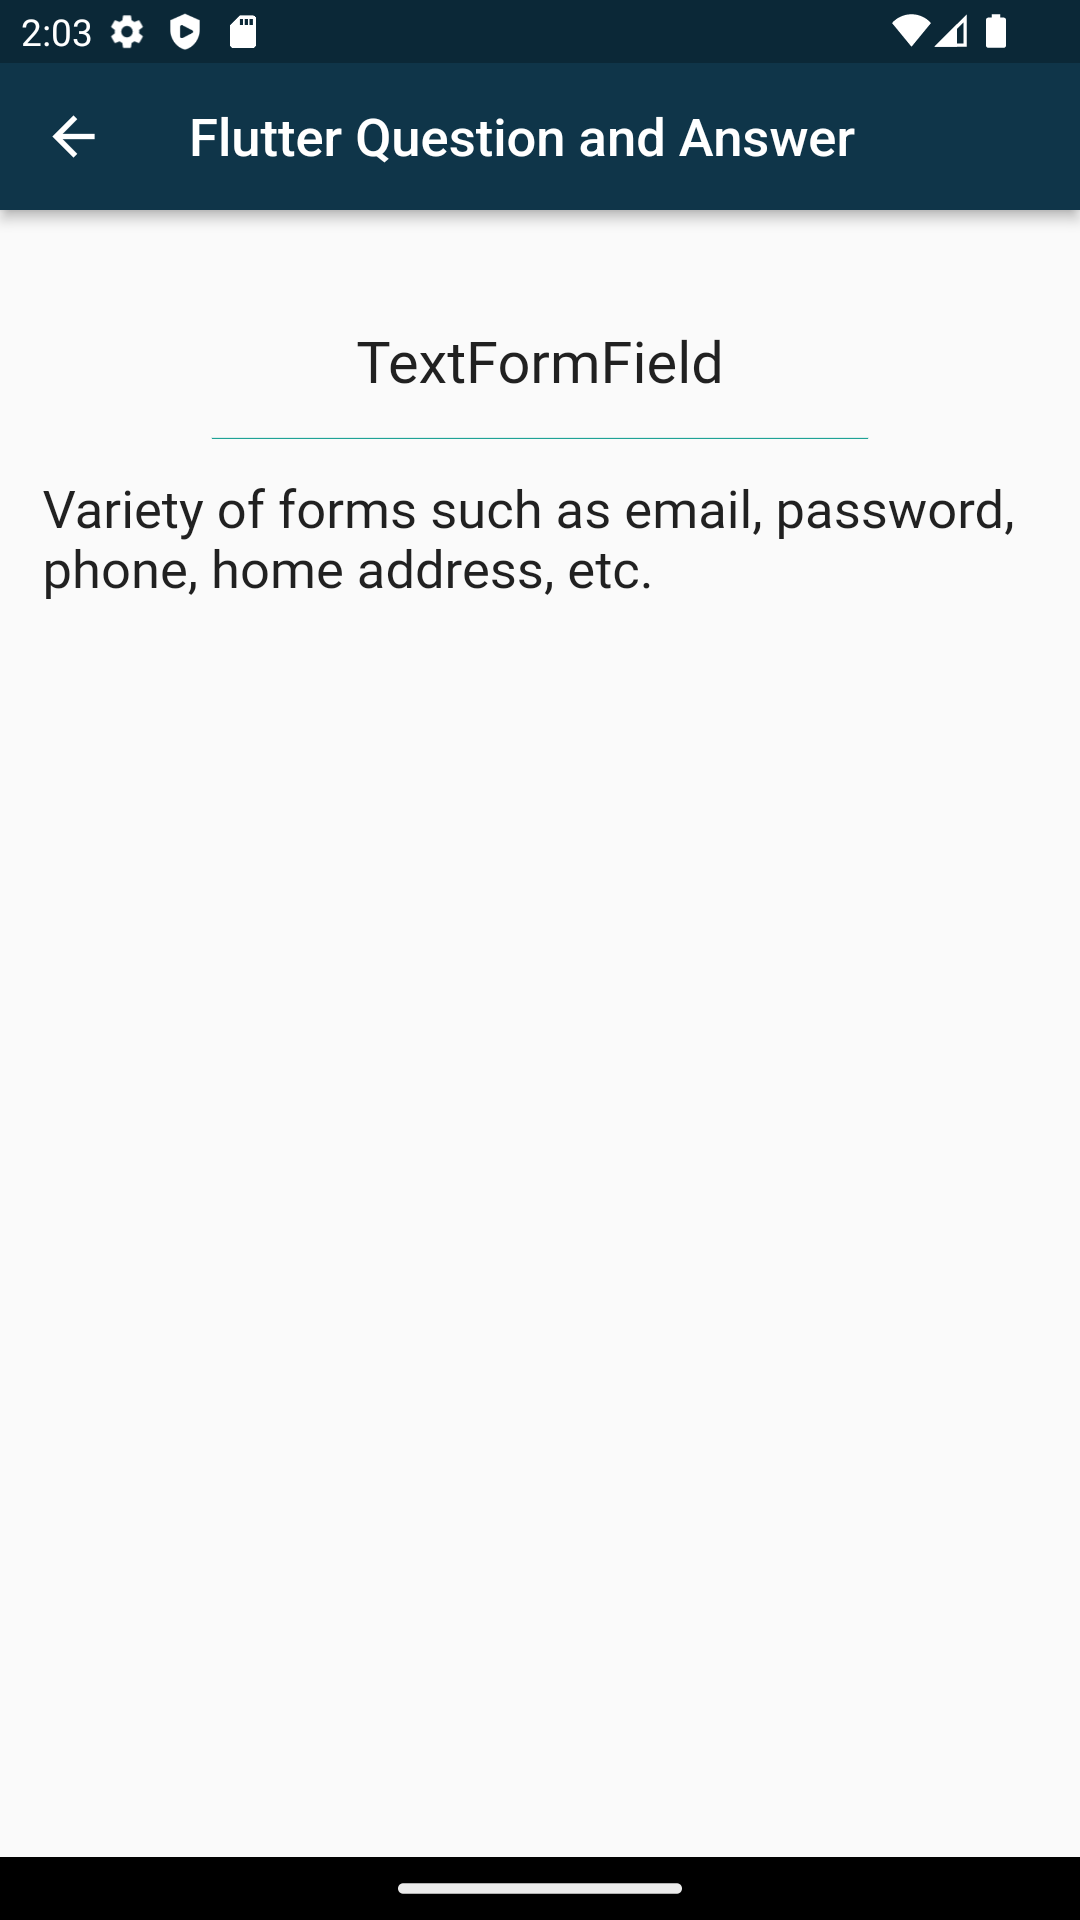 2:03
Flutter Question and Answer
TextFormField
Variety of forms such as email, password,
phone, home address, etc.